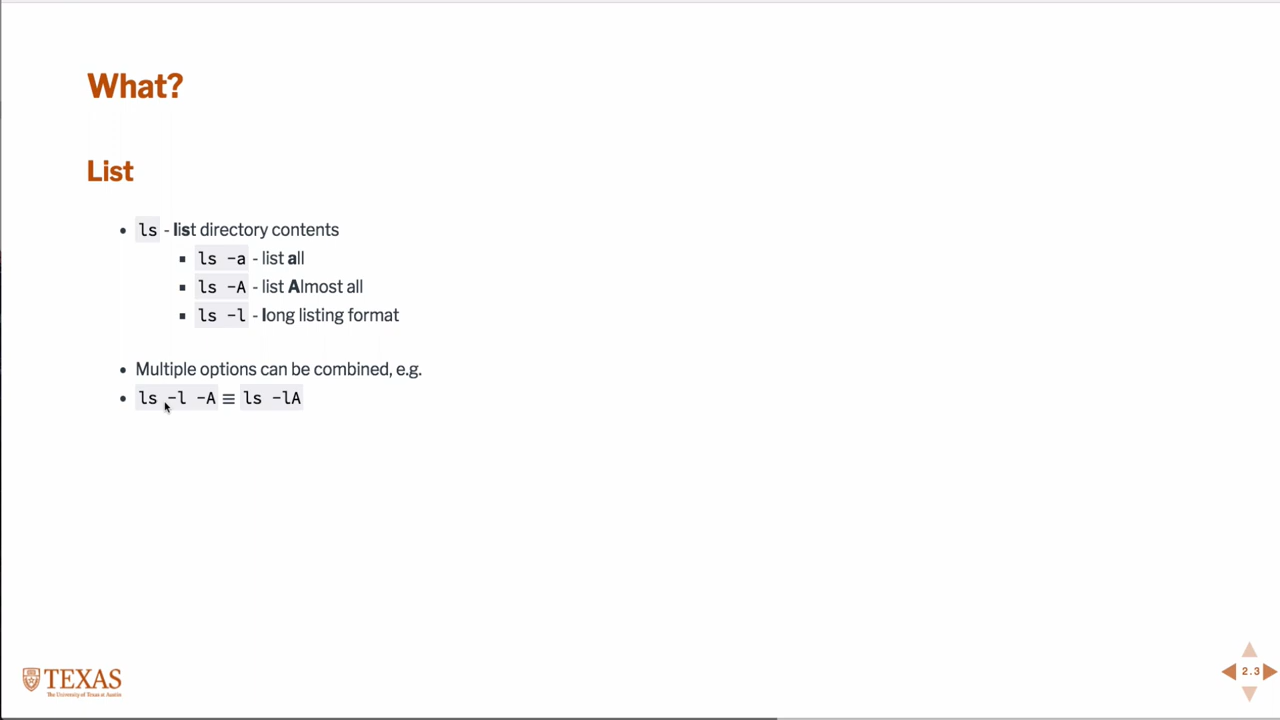 What?
List
• ls - list directory contents
▪ ls -a - list all
▪ ls -A - list Almost all
▪ ls -l - long listing format
• Multiple options can be combined, e.g.
• ls -l -A ≡ ls -lA
TEXAS
The University of Texas at Austin
2.3